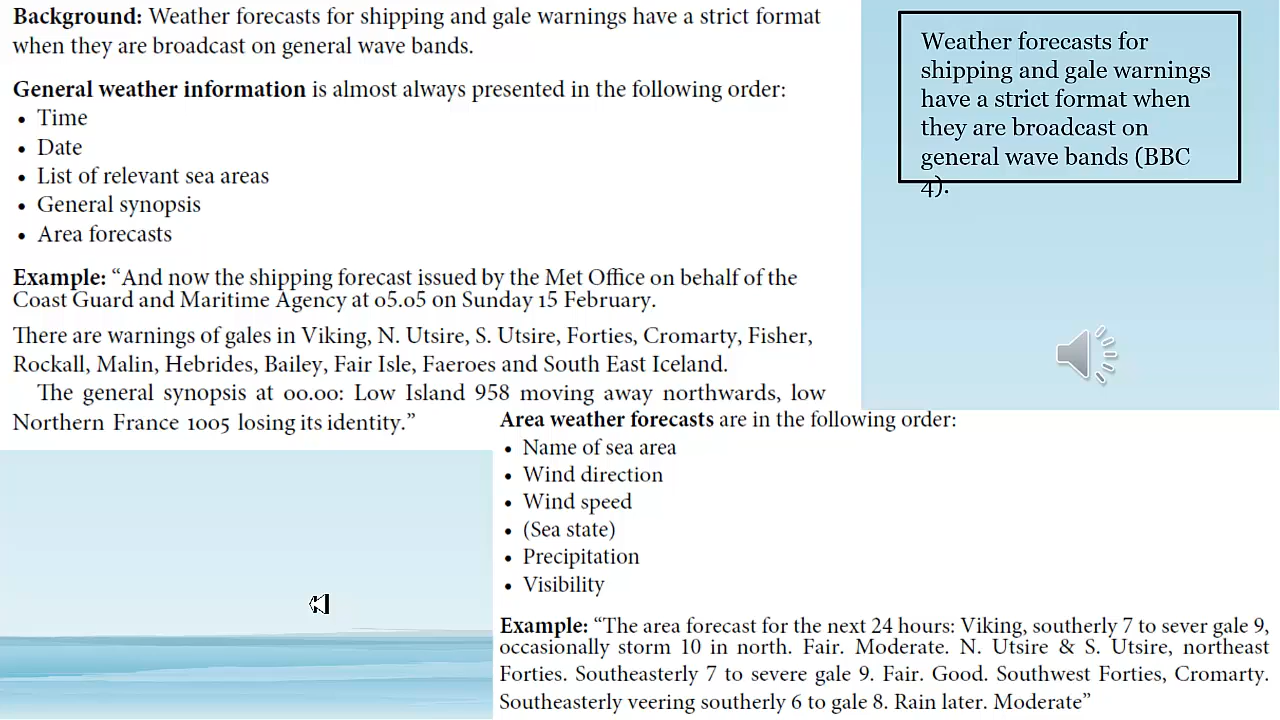 Background: Weather forecasts for shipping and gale warnings have a strict format
when they are broadcast on general wave bands.
General weather information is almost always presented in the following order:
• Time
• Date
• List of relevant sea areas
• General synopsis
• Area forecasts
Example: “And now the shipping forecast issued by the Met Office on behalf of the
Coast Guard and Maritime Agency at 05.05 on Sunday 15 February.
There are warnings of gales in Viking, N. Utsire, S. Utsire, Forties, Cromarty, Fisher,
Rockall, Malin, Hebrides, Bailey, Fair Isle, Faeroes and South East Iceland.
The general synopsis at 00.00: Low Island 958 moving away northwards, low
Northern France 1005 losing its identity.”
Weather forecasts for
shipping and gale warnings
have a strict format when
they are broadcast on
general wave bands (BBC
4).
Area weather forecasts are in the following order:
• Name of sea area
• Wind direction
• Wind speed
• (Sea state)
• Precipitation
• Visibility
Example: “The area forecast for the next 24 hours: Viking, southerly 7 to sever gale 9,
occasionally storm 10 in north. Fair. Moderate. N. Utsire & S. Utsire, northeast
Forties. Southeasterly 7 to severe gale 9. Fair. Good. Southwest Forties, Cromarty.
Southeasterly veering southerly 6 to gale 8. Rain later. Moderate”